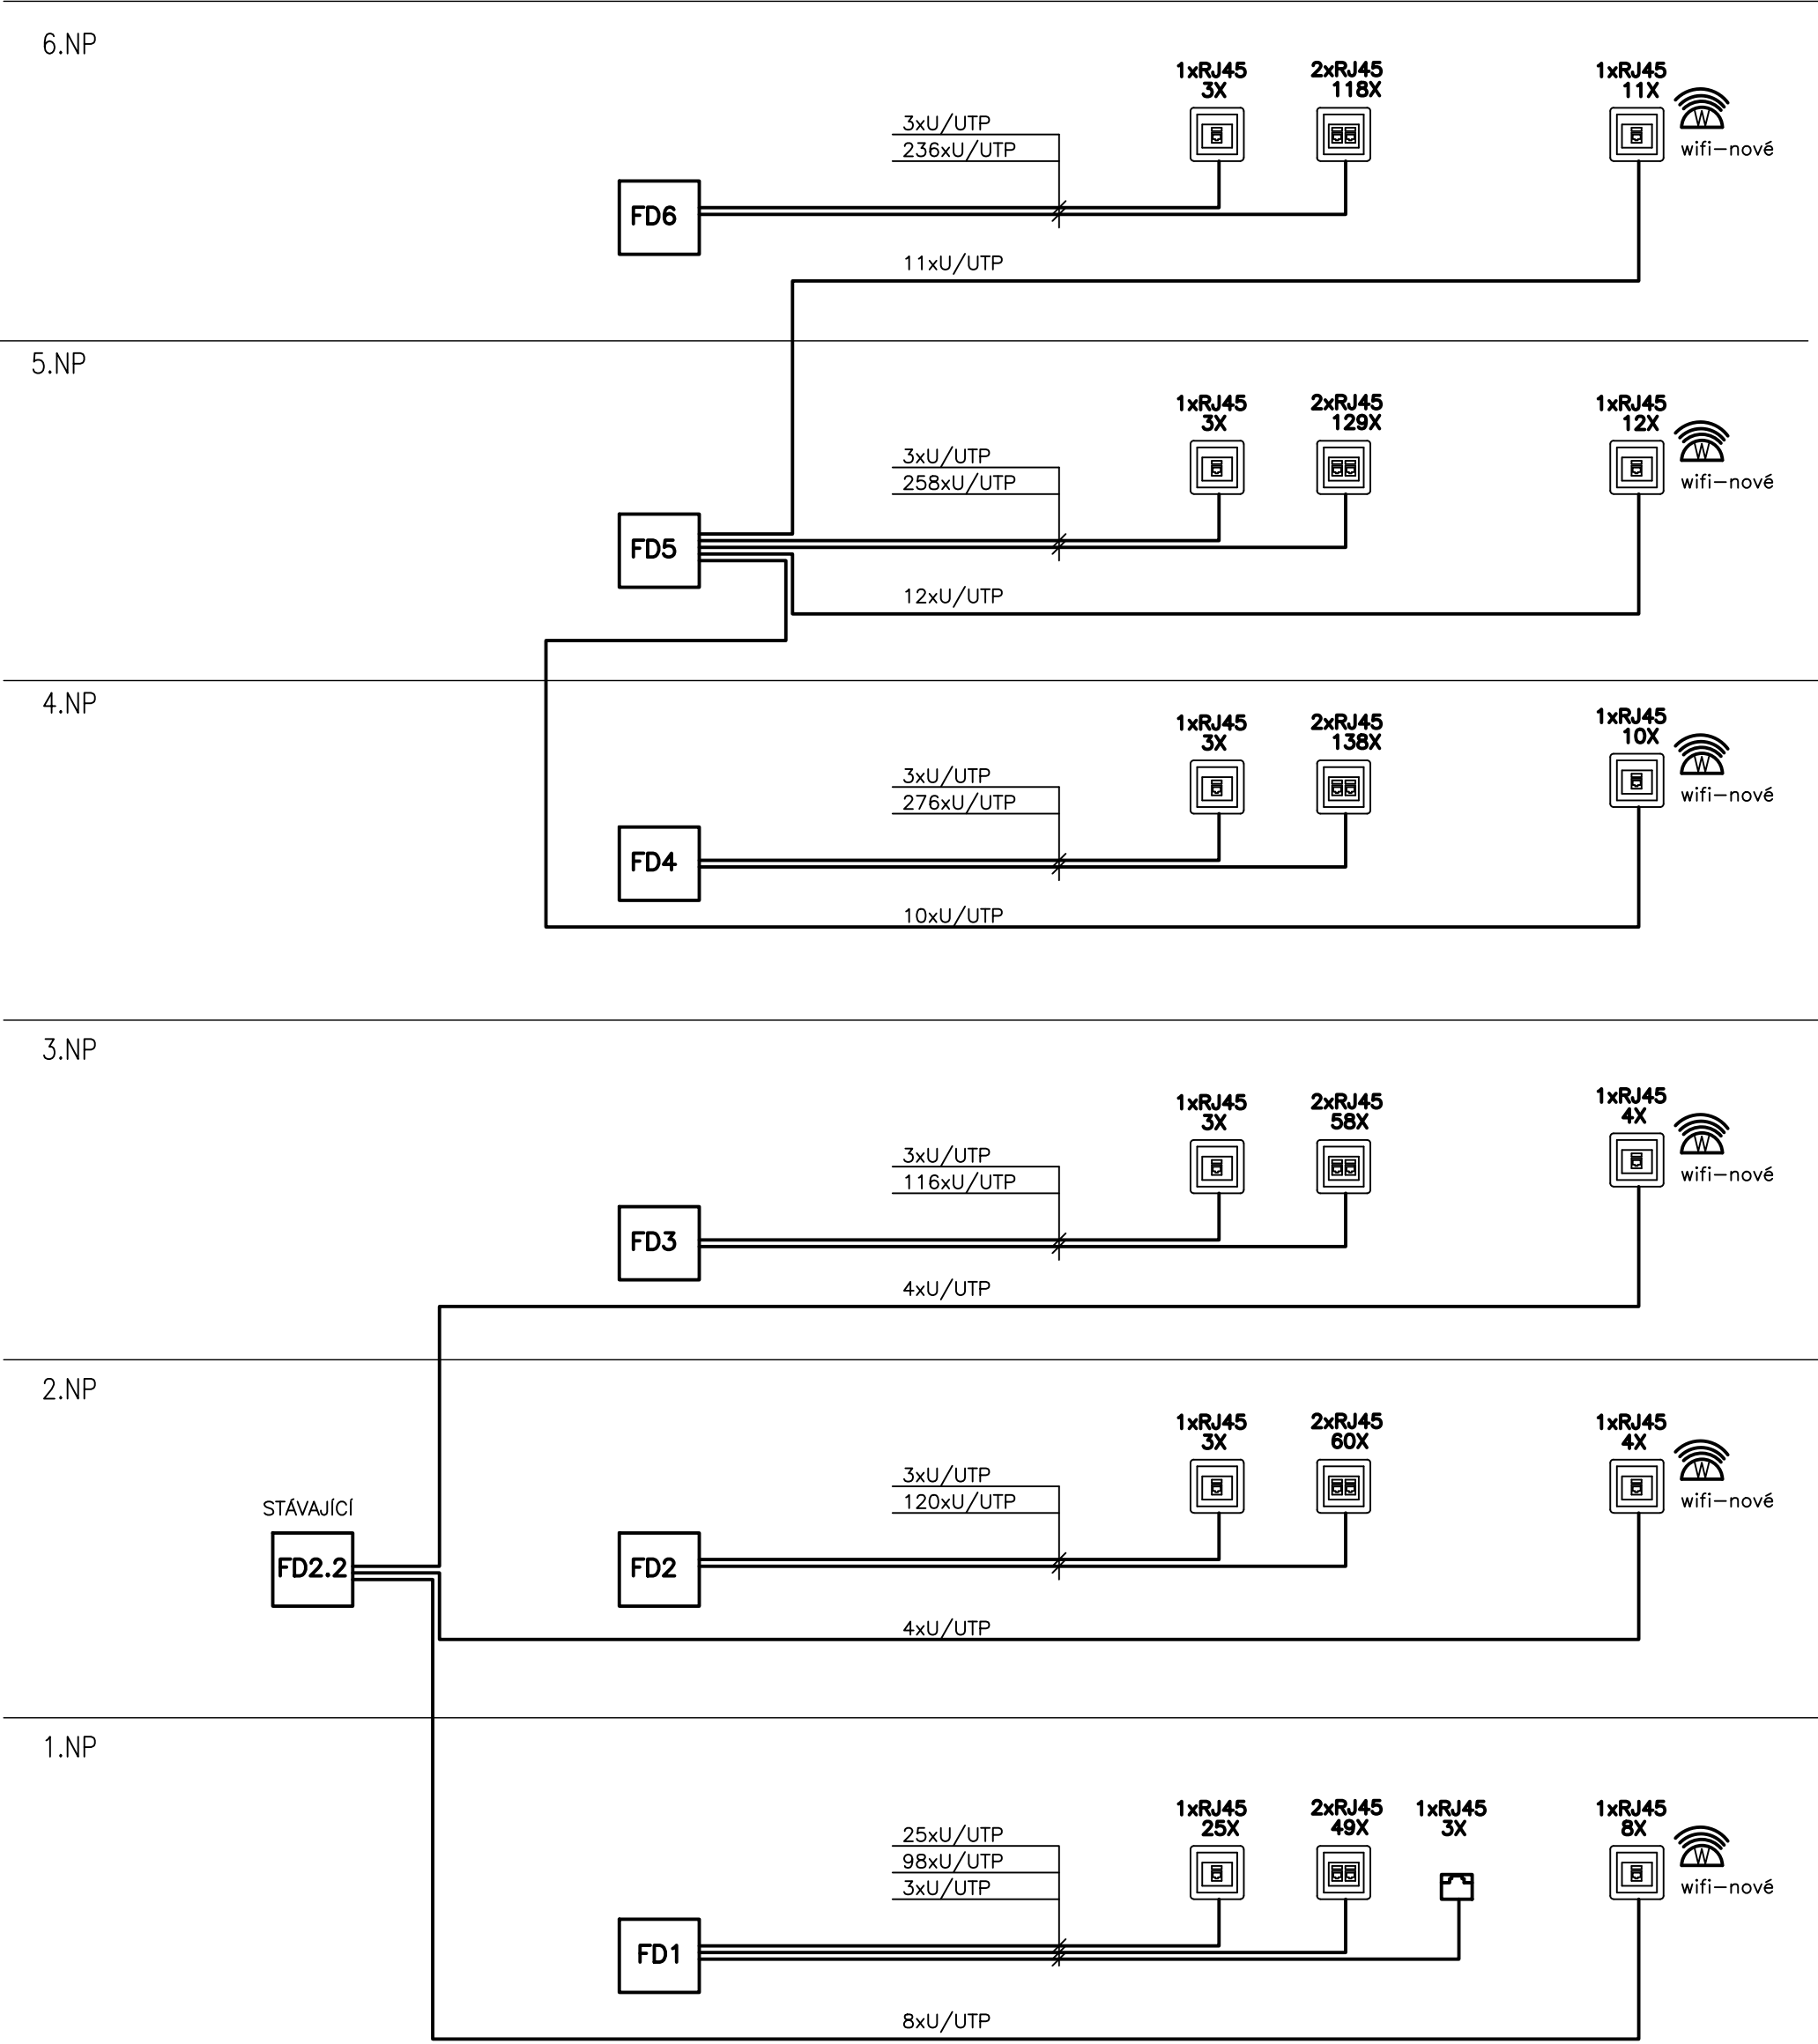 6.NP
1xRJ45
3X
2xRJ45
118X
1xRJ45
11X
W
wifi-nové
3xU/UTP
236xU/UTP
FD6
11xU/UTP
5.NP
1xRJ45
3X
2xRJ45
129X
1xRJ45
12X
W
wifi-nové
3xU/UTP
258xU/UTP
FD5
12xU/UTP
4.NP
1xRJ45
3X
2xRJ45
138X
1xRJ45
10X
W
wifi-nové
3xU/UTP
276xU/UTP
FD4
10xU/UTP
3.NP
1xRJ45
3X
2xRJ45
58X
1xRJ45
4X
W
wifi-nové
3xU/UTP
116xU/UTP
FD3
4xU/UTP
2.NP
1xRJ45
3X
2xRJ45
60X
1xRJ45
4X
W
wifi-nové
3xU/UTP
120xU/UTP
STÁVAJÍCÍ
FD2.2
FD2
4xU/UTP
1.NP
1xRJ45
25X
2xRJ45
49X
1xRJ45
3X
1xRJ45
8X
W
wifi-nové
25xU/UTP
98xU/UTP
3xU/UTP
FD1
8xU/UTP